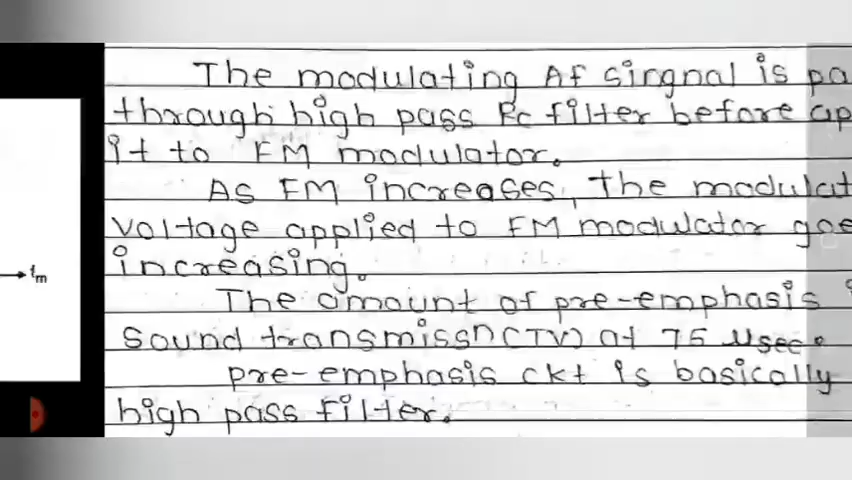 The modulating AF singnal is pa
through high pass Rc filter before ap
it to FM modulator.
As FM increases, The modulat
voltage applied to FM modulator goe
increasing.
The amount of pre-emphasis
Sound transmissn (TV) at 75 μsec.
pre-emphasis ckt is basically
high pass filter.
fm